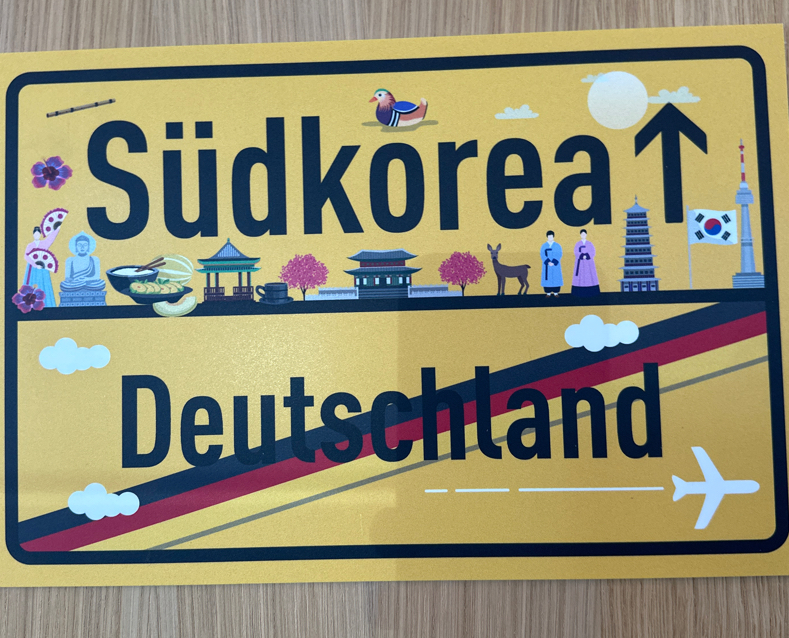 Südkorea ↑
Deutschland